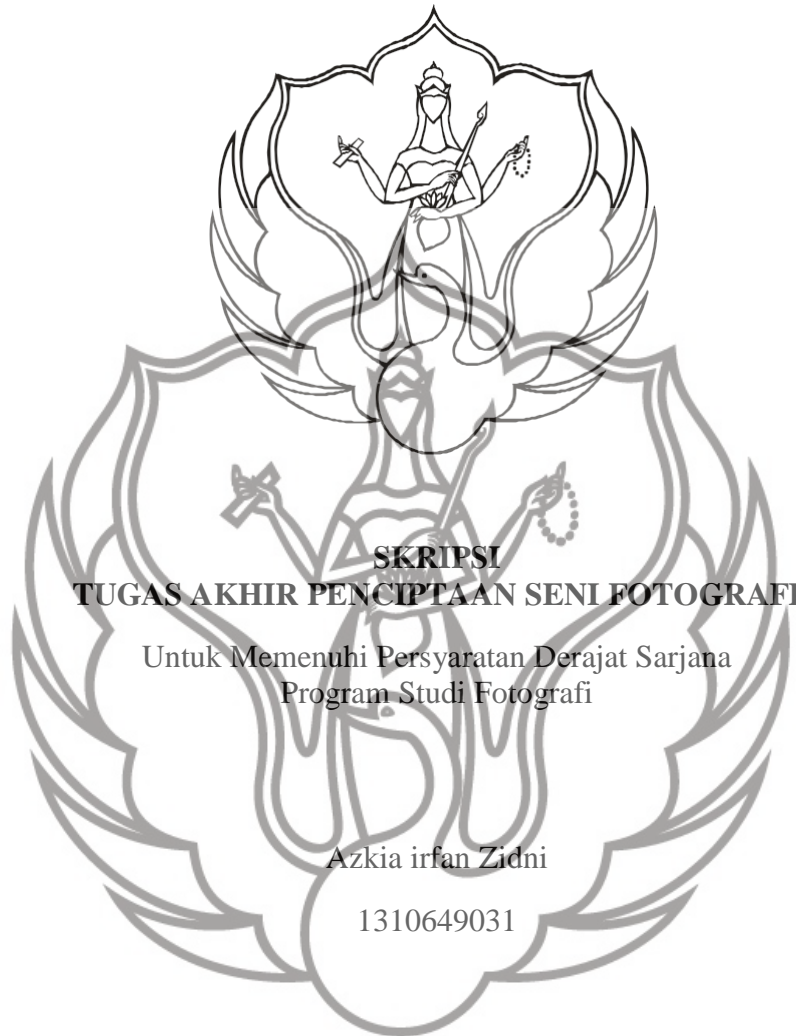 SKRIPSI
TUGAS AKHIR PENCIPTAAN SENI FOTOGRAFI
Untuk Memenuhi Persyaratan Derajat Sarjana
Program Studi Fotografi
Azkia irfan Zidni
1310649031